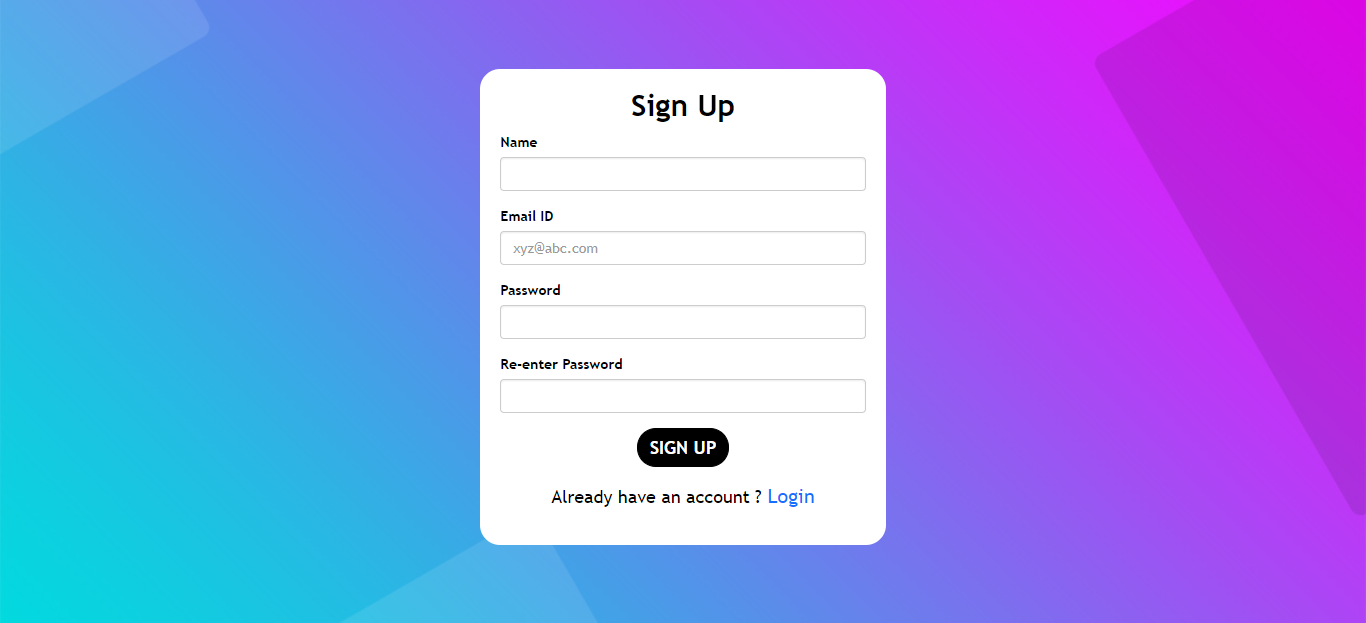 Sign Up
Name
Email ID
xyz@abc.com
Password
Re-enter Password
SIGN UP
Already have an account ? Login